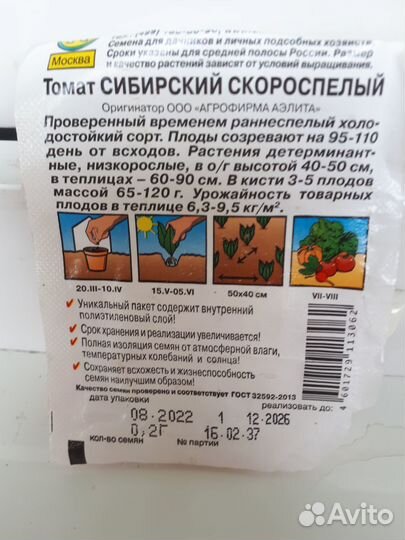 Москва
Семена для дачников и личных подсобных хозяйств.
Сроки указаны для средней полосы России. Размер
и качество растений зависят от условий выращивания.
Томат СИБИРСКИЙ СКОРОСПЕЛЫЙ
Оригинатор ООО «АГРОФИРМА АЭЛИТА»
Проверенный временем раннеспелый холо-
достойкий сорт. Плоды созревают на 95-110
день от всходов. Растения детерминант-
ные, низкорослые, в о/г высотой 40-50 см,
в теплицах – 60-90 см. В кисти 3-5 плодов
массой 65-120 г. Урожайность товарных
плодов в теплице 6,3-9,5 кг/м².
20.III-10.IV 15.V-05.VI 50x40 см VII-VIII
Уникальный пакет содержит внутренний
полиэтиленовый слой!
Срок хранения и реализации увеличивается!
Полная изоляция семян от атмосферной влаги,
температурных колебаний и солнца!
Сохраняет всхожесть и жизнеспособность
семян наилучшим образом!
Качество семян проверено и соответствует ГОСТ 32592-2013
дата упаковки реализовать до:
08-2022 1 12-2026
0,2Г 16-02-37
кол-во семян № партии
4 601729 113062
Avito